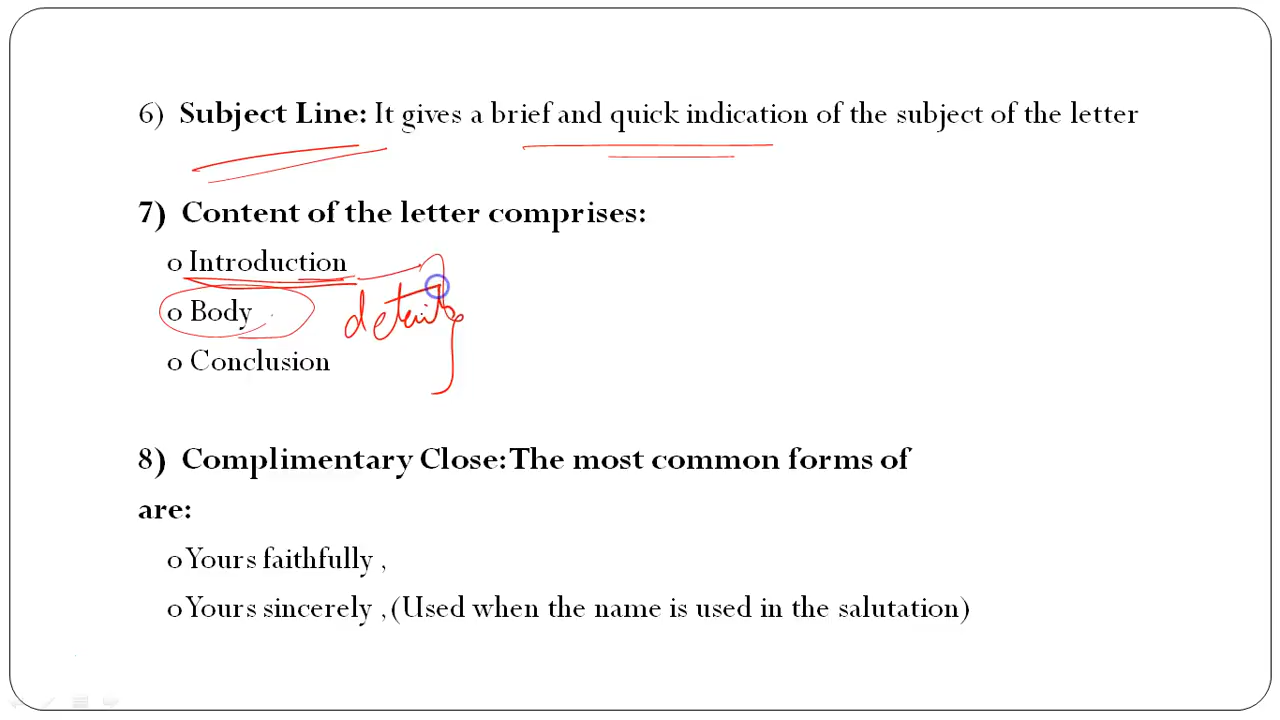 6) Subject Line: It gives a brief and quick indication of the subject of the letter
7) Content of the letter comprises:
o Introduction
o Body
details
o Conclusion
8) Complimentary Close: The most common forms of
are:
o Yours faithfully ,
o Yours sincerely , (Used when the name is used in the salutation)